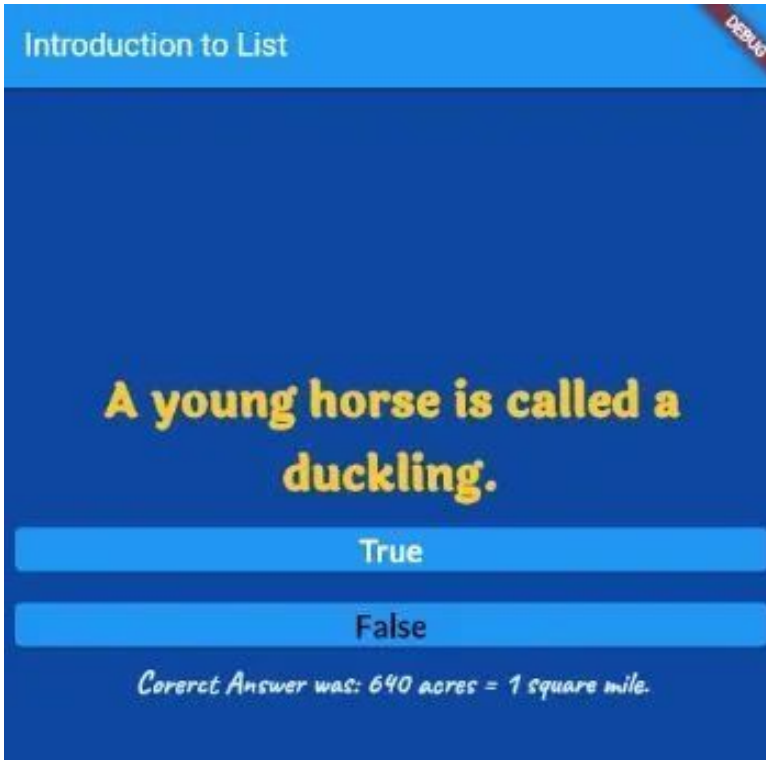 Introduction to List
DEBUG
A young horse is called a
duckling.
True
False
Corerct Answer was: 640 acres = 1 square mile.